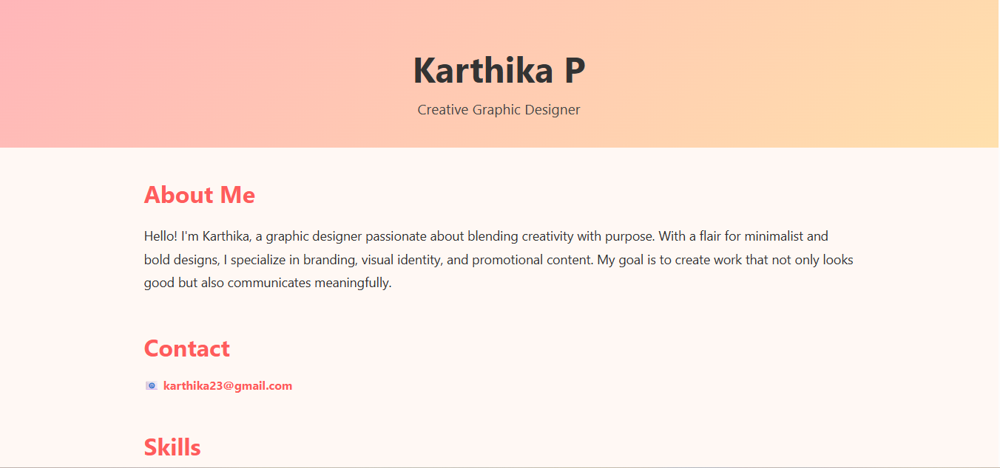 Karthika P
Creative Graphic Designer
About Me
Hello! I'm Karthika, a graphic designer passionate about blending creativity with purpose. With a flair for minimalist and
bold designs, I specialize in branding, visual identity, and promotional content. My goal is to create work that not only looks
good but also communicates meaningfully.
Contact
📧 karthika23@gmail.com
Skills